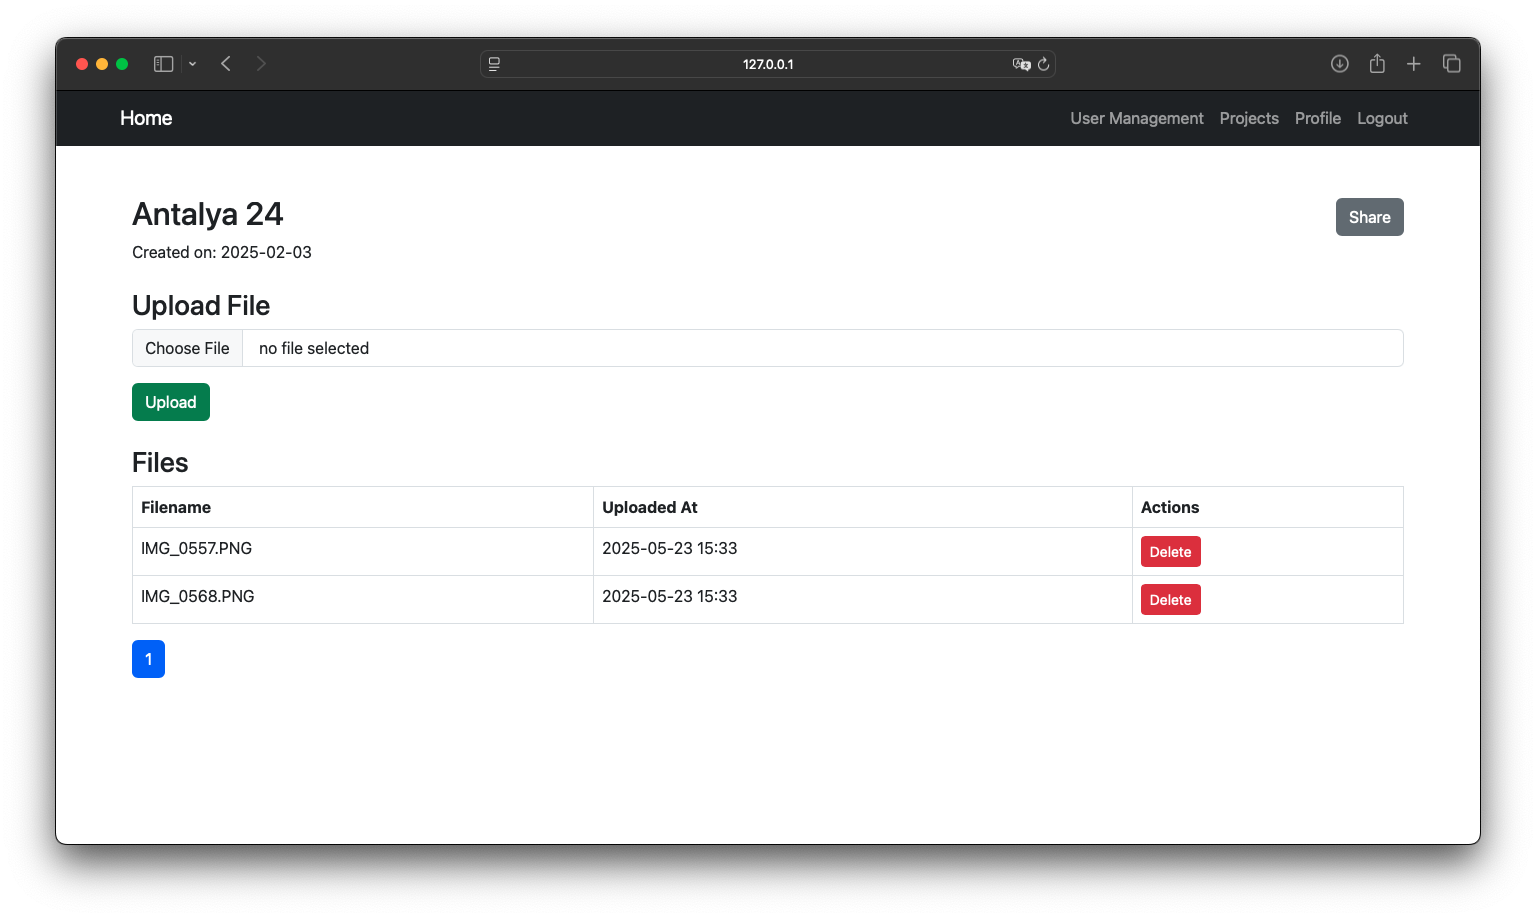 127.0.0.1
Home User Management Projects Profile Logout
Antalya 24 Share
Created on: 2025-02-03
Upload File
Choose File no file selected
Upload
Files
Filename Uploaded At Actions
IMG_0557.PNG 2025-05-23 15:33 Delete
IMG_0568.PNG 2025-05-23 15:33 Delete
1